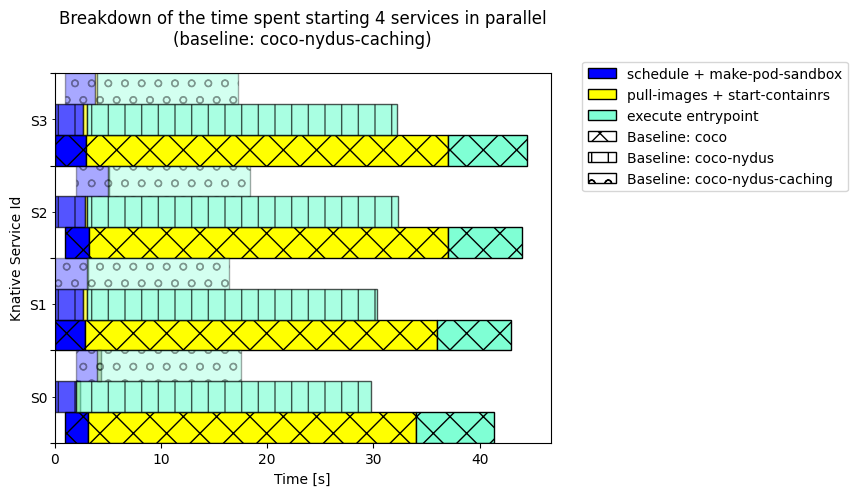 Breakdown of the time spent starting 4 services in parallel
(baseline: coco-nydus-caching)
schedule + make-pod-sandbox
pull-images + start-containrs
execute entrypoint
Baseline: coco
Baseline: coco-nydus
Baseline: coco-nydus-caching
Knative Service Id
S3
S2
S1
S0
0 10 20 30 40
Time [s]